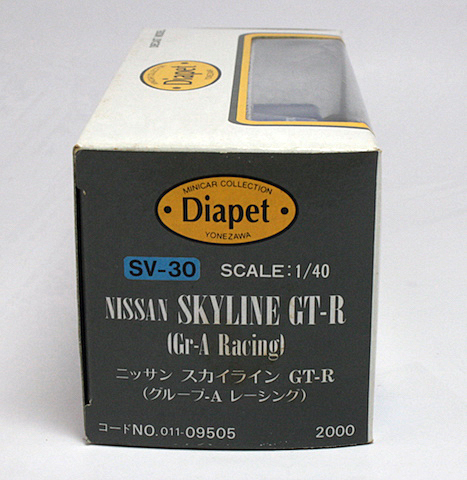 DIECAST MODEL
Diapet
MINICAR COLLECTION
Diapet
YONEZAWA
SV-30 SCALE:1/40
NISSAN SKYLINE GT-R
(Gr-A Racing)
ニッサン スカイライン GT-R
(グループ-A レーシング)
コードNO. 011-09505 2000